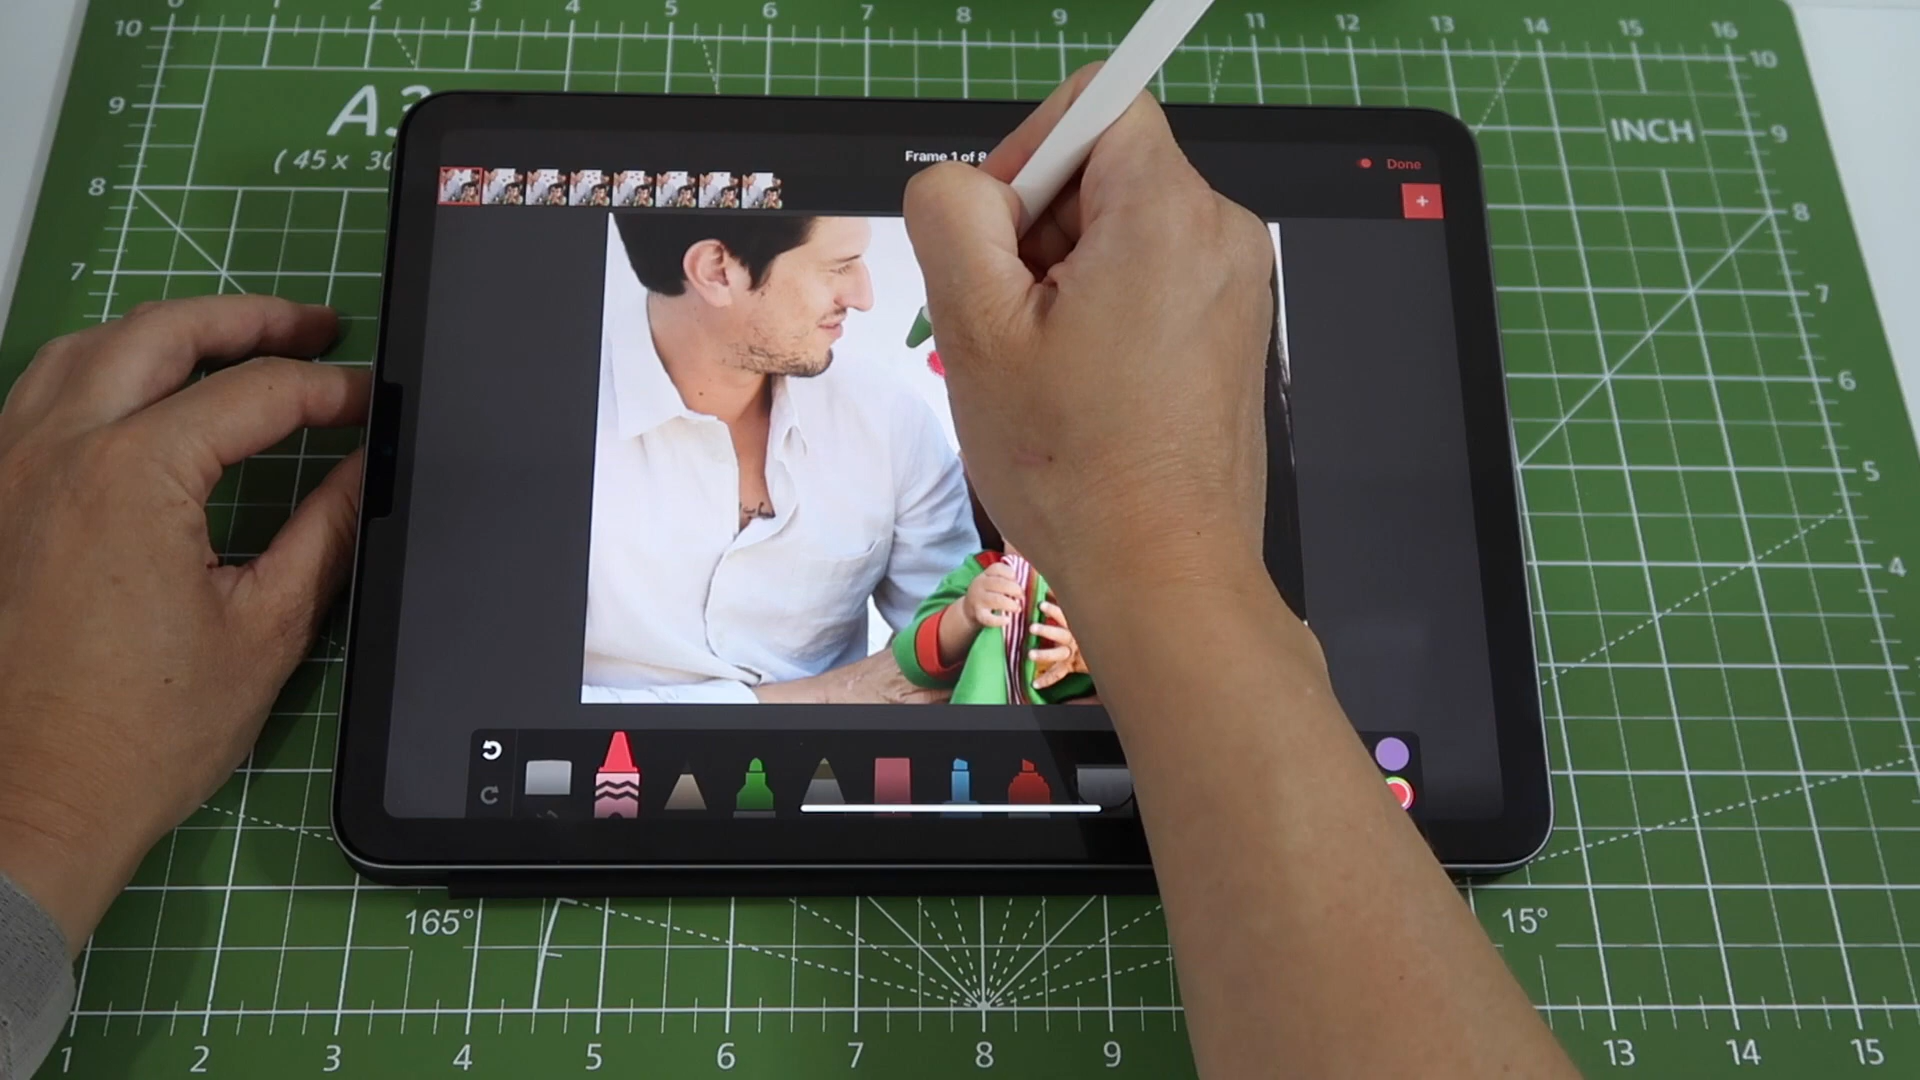 0 2 3 4 5 6 7 8 9 11 12 13 14 15 16
10 10
9 A3 INCH 9
( 45 x 30
Frame 1 of 8
Done
+
8 8
7 7
6
5
4
165° 15°
1 2 3 4 5 6 7 8 9 13 14 15